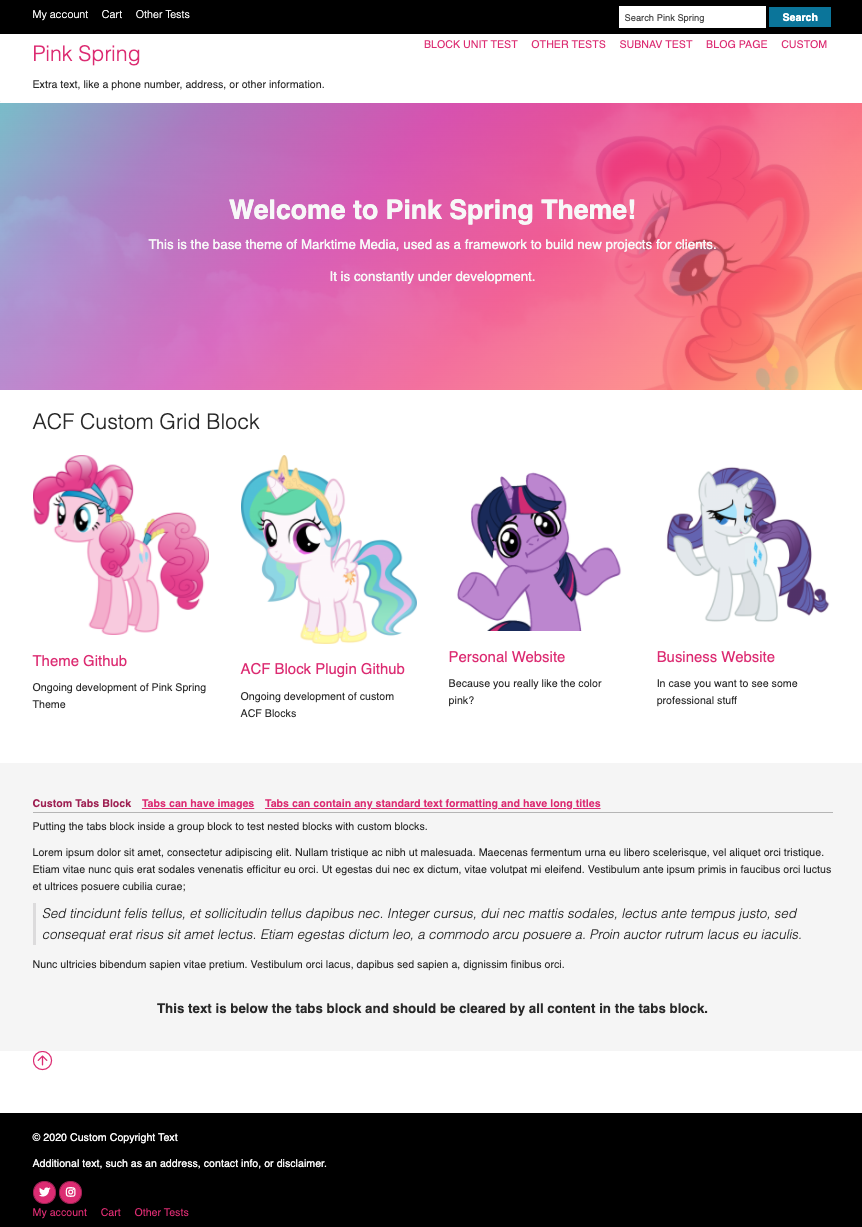 My account Cart Other Tests
Search Pink Spring Search
Pink Spring
BLOCK UNIT TEST OTHER TESTS SUBNAV TEST BLOG PAGE CUSTOM
Extra text, like a phone number, address, or other information.
Welcome to Pink Spring Theme!
This is the base theme of Marktime Media, used as a framework to build new projects for clients.
It is constantly under development.
ACF Custom Grid Block
Theme Github
Ongoing development of Pink Spring
Theme
ACF Block Plugin Github
Ongoing development of custom
ACF Blocks
Personal Website
Because you really like the color
pink?
Business Website
In case you want to see some
professional stuff
Custom Tabs Block Tabs can have images Tabs can contain any standard text formatting and have long titles
Putting the tabs block inside a group block to test nested blocks with custom blocks.
Lorem ipsum dolor sit amet, consectetur adipiscing elit. Nullam tristique ac nibh ut malesuada. Maecenas fermentum urna eu libero scelerisque, vel aliquet orci tristique.
Etiam vitae nunc quis erat sodales venenatis efficitur eu orci. Ut egestas dui nec ex dictum, vitae volutpat mi eleifend. Vestibulum ante ipsum primis in faucibus orci luctus
et ultrices posuere cubilia curae;
Sed tincidunt felis tellus, et sollicitudin tellus dapibus nec. Integer cursus, dui nec mattis sodales, lectus ante tempus justo, sed
consequat erat risus sit amet lectus. Etiam egestas dictum leo, a commodo arcu posuere a. Proin auctor rutrum lacus eu iaculis.
Nunc ultricies bibendum sapien vitae pretium. Vestibulum orci lacus, dapibus sed sapien a, dignissim finibus orci.
This text is below the tabs block and should be cleared by all content in the tabs block.
© 2020 Custom Copyright Text
Additional text, such as an address, contact info, or disclaimer.
My account Cart Other Tests